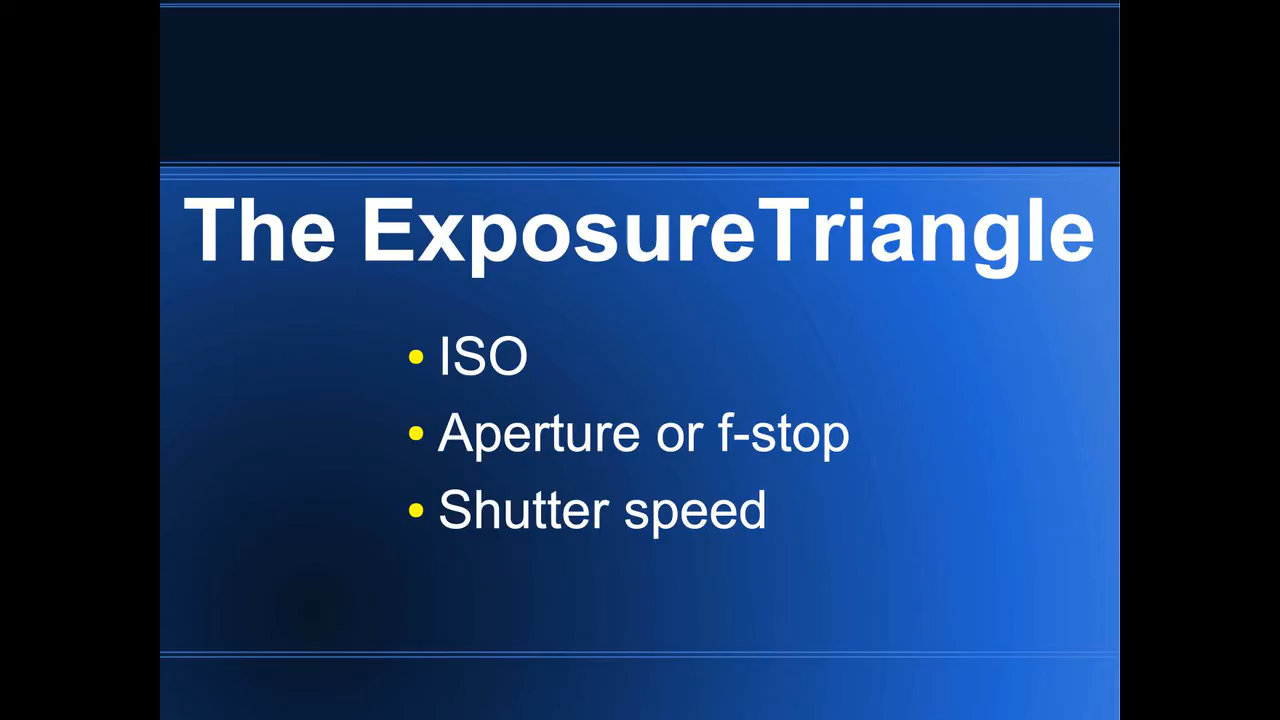 The ExposureTriangle
• ISO
• Aperture or f-stop
• Shutter speed